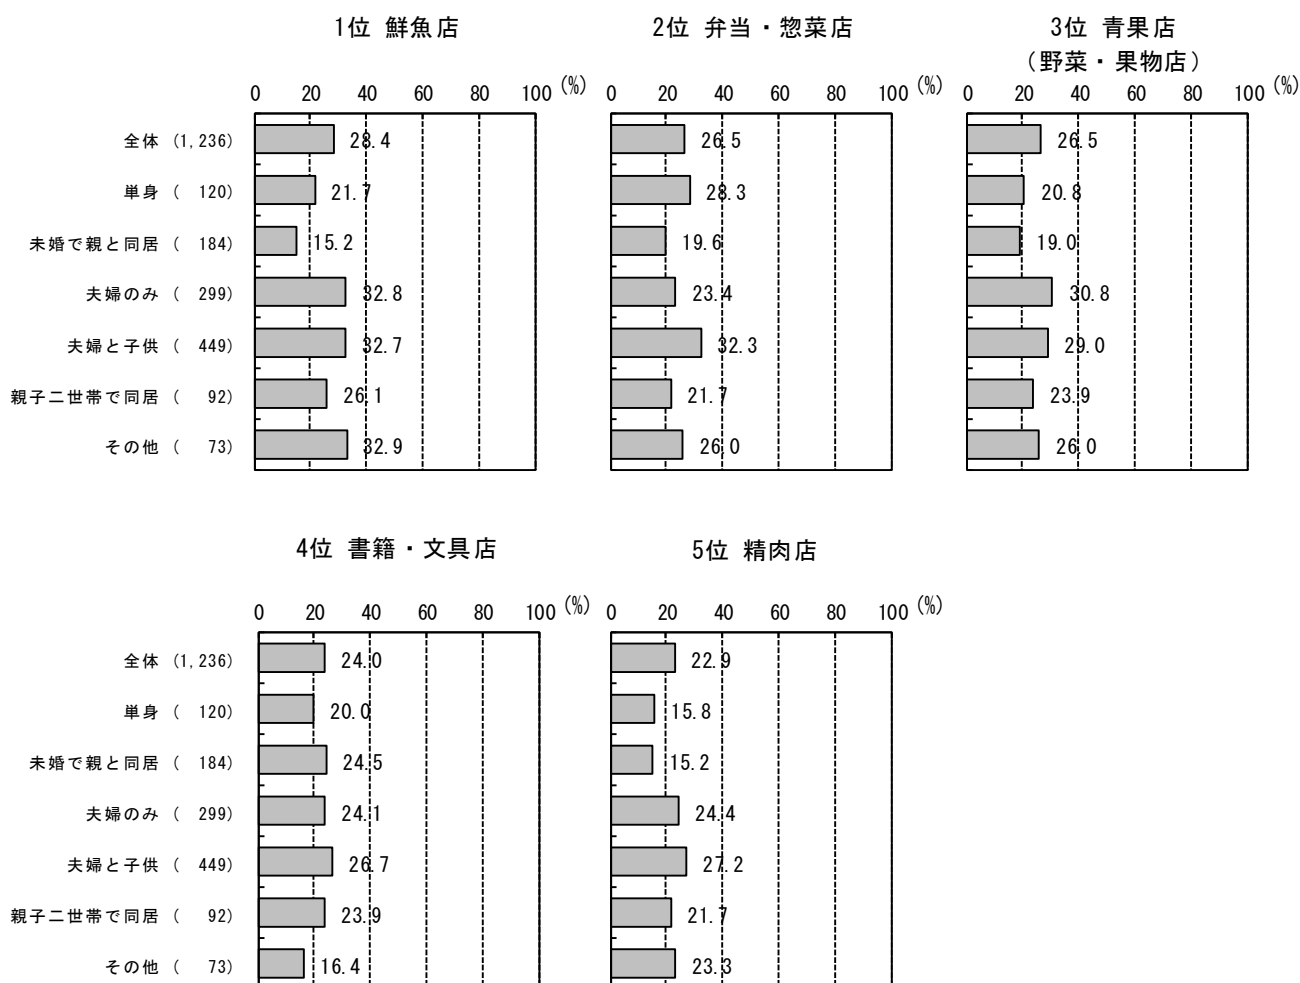 1位 鮮魚店
2位 弁当・惣菜店
3位 青果店
（野菜・果物店）
0 20 40 60 80 100 (%)
0 20 40 60 80 100 (%)
0 20 40 60 80 100 (%)
全体 (1,236) 28.4 26.5 26.5
単身 ( 120) 21.7 28.3 20.8
未婚で親と同居 ( 184) 15.2 19.6 19.0
夫婦のみ ( 299) 32.8 23.4 30.8
夫婦と子供 ( 449) 32.7 32.3 29.0
親子二世帯で同居 ( 92) 26.1 21.7 23.9
その他 ( 73) 32.9 26.0 26.0
4位 書籍・文具店
5位 精肉店
0 20 40 60 80 100 (%)
0 20 40 60 80 100 (%)
全体 (1,236) 24.0 22.9
単身 ( 120) 20.0 15.8
未婚で親と同居 ( 184) 24.5 15.2
夫婦のみ ( 299) 24.1 24.4
夫婦と子供 ( 449) 26.7 27.2
親子二世帯で同居 ( 92) 23.9 21.7
その他 ( 73) 16.4 23.3